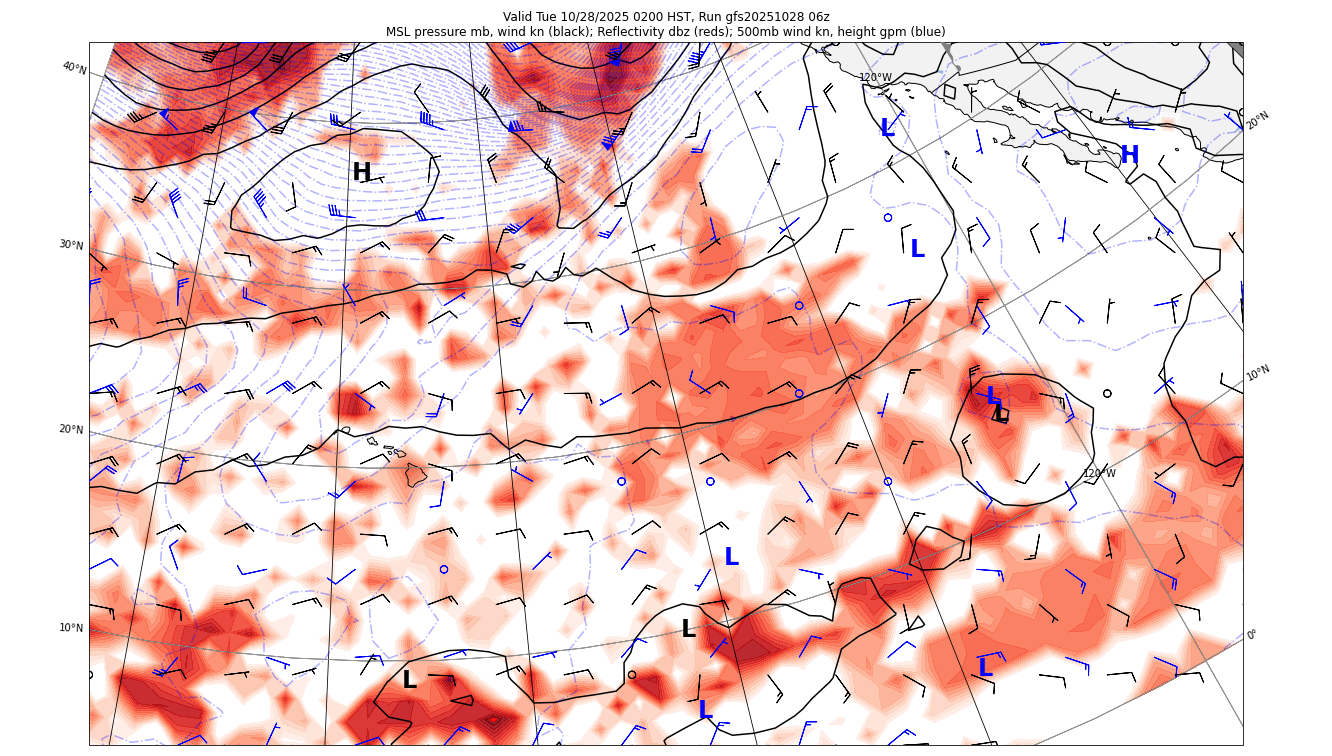 Valid Tue 10/28/2025 0200 HST, Run gfs20251028 06z
MSL pressure mb, wind kn (black); Reflectivity dbz (reds); 500mb wind kn, height gpm (blue)
40°N
120°W
20°N
L
H
H
30°N
L
10°N
L
L
20°N
120°W
L
10°N
L
0°
L
L
L